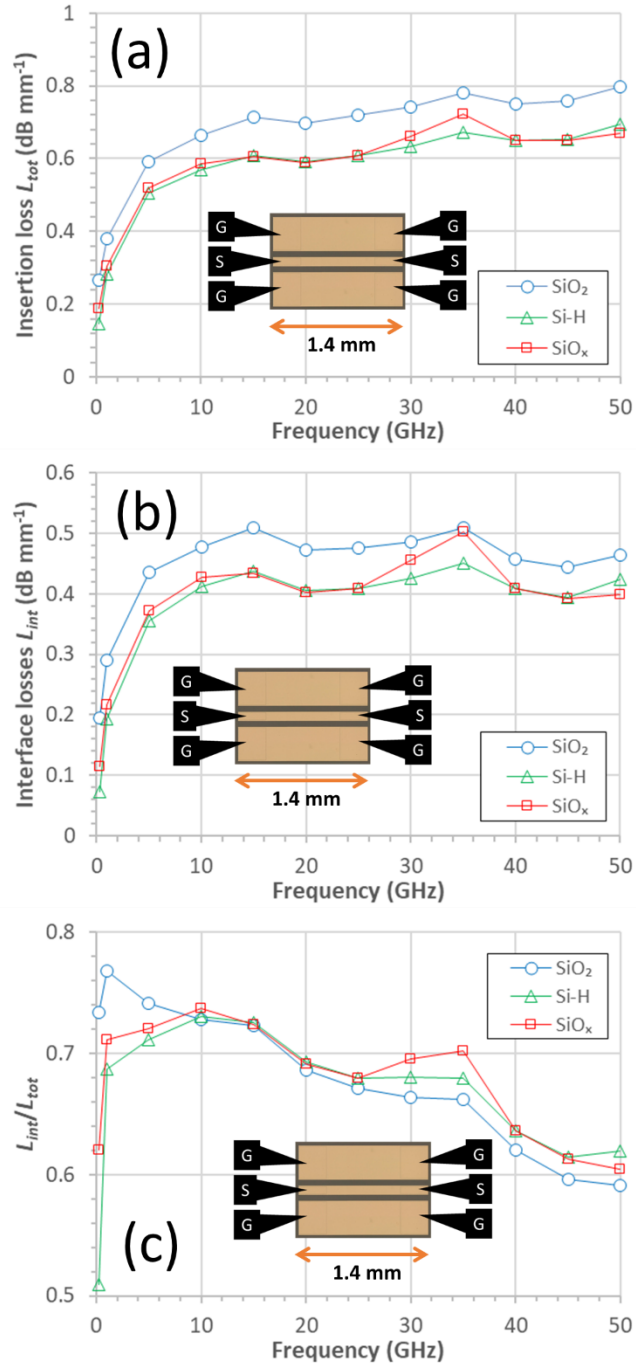 (a)
Insertion loss L_tot (dB mm⁻¹)
1
0.8
0.6
0.4
0.2
0
G G
S S
G G
1.4 mm
SiO₂
Si-H
SiOₓ
0 10 20 30 40 50
Frequency (GHz)
(b)
Interface losses L_int (dB mm⁻¹)
0.6
0.5
0.4
0.3
0.2
0.1
0
G G
S S
G G
1.4 mm
SiO₂
Si-H
SiOₓ
0 10 20 30 40 50
Frequency (GHz)
L_int/L_tot
0.8
0.7
0.6
0.5
SiO₂
Si-H
SiOₓ
G G
S S
G G
1.4 mm
(c)
0 10 20 30 40 50
Frequency (GHz)